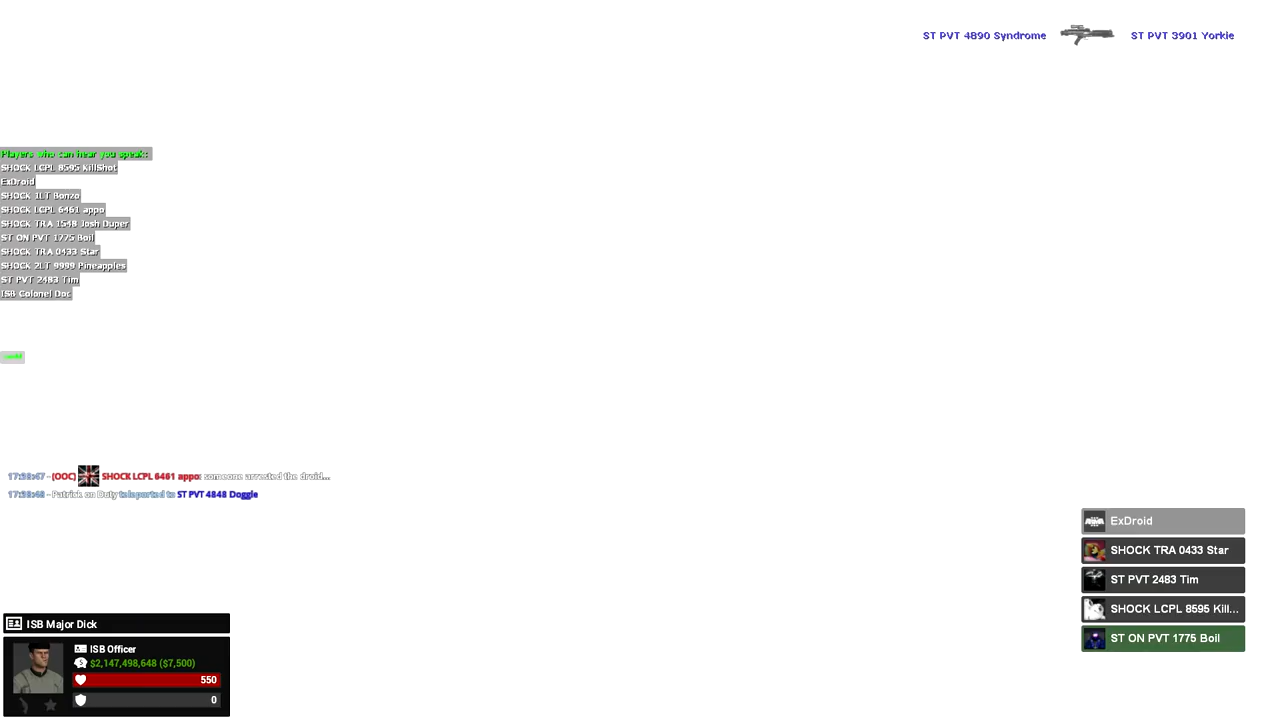 ST PVT 4890 Syndrome ST PVT 3901 Yorkie
Players who can hear you speak:
SHOCK LCPL 8595 KillShot
ExDroid
SHOCK 1LT Bonzo
SHOCK LCPL 6461 appo
SHOCK TRA 1548 Josh Duper
ST ON PVT 1775 Boil
SHOCK TRA 0433 Star
SHOCK 2LT 9999 Pineapples
ST PVT 2483 Tim
ISB Colonel Doc
(OOC) SHOCK LCPL 6461 appo: someone arrested the droid...
Patrick on Duty teleported to ST PVT 4848 Doggle
ExDroid
SHOCK TRA 0433 Star
ST PVT 2483 Tim
SHOCK LCPL 8595 Kill...
ST ON PVT 1775 Boil
ISB Major Dick
ISB Officer
$2,147,498,648 ($7,500)
550
0